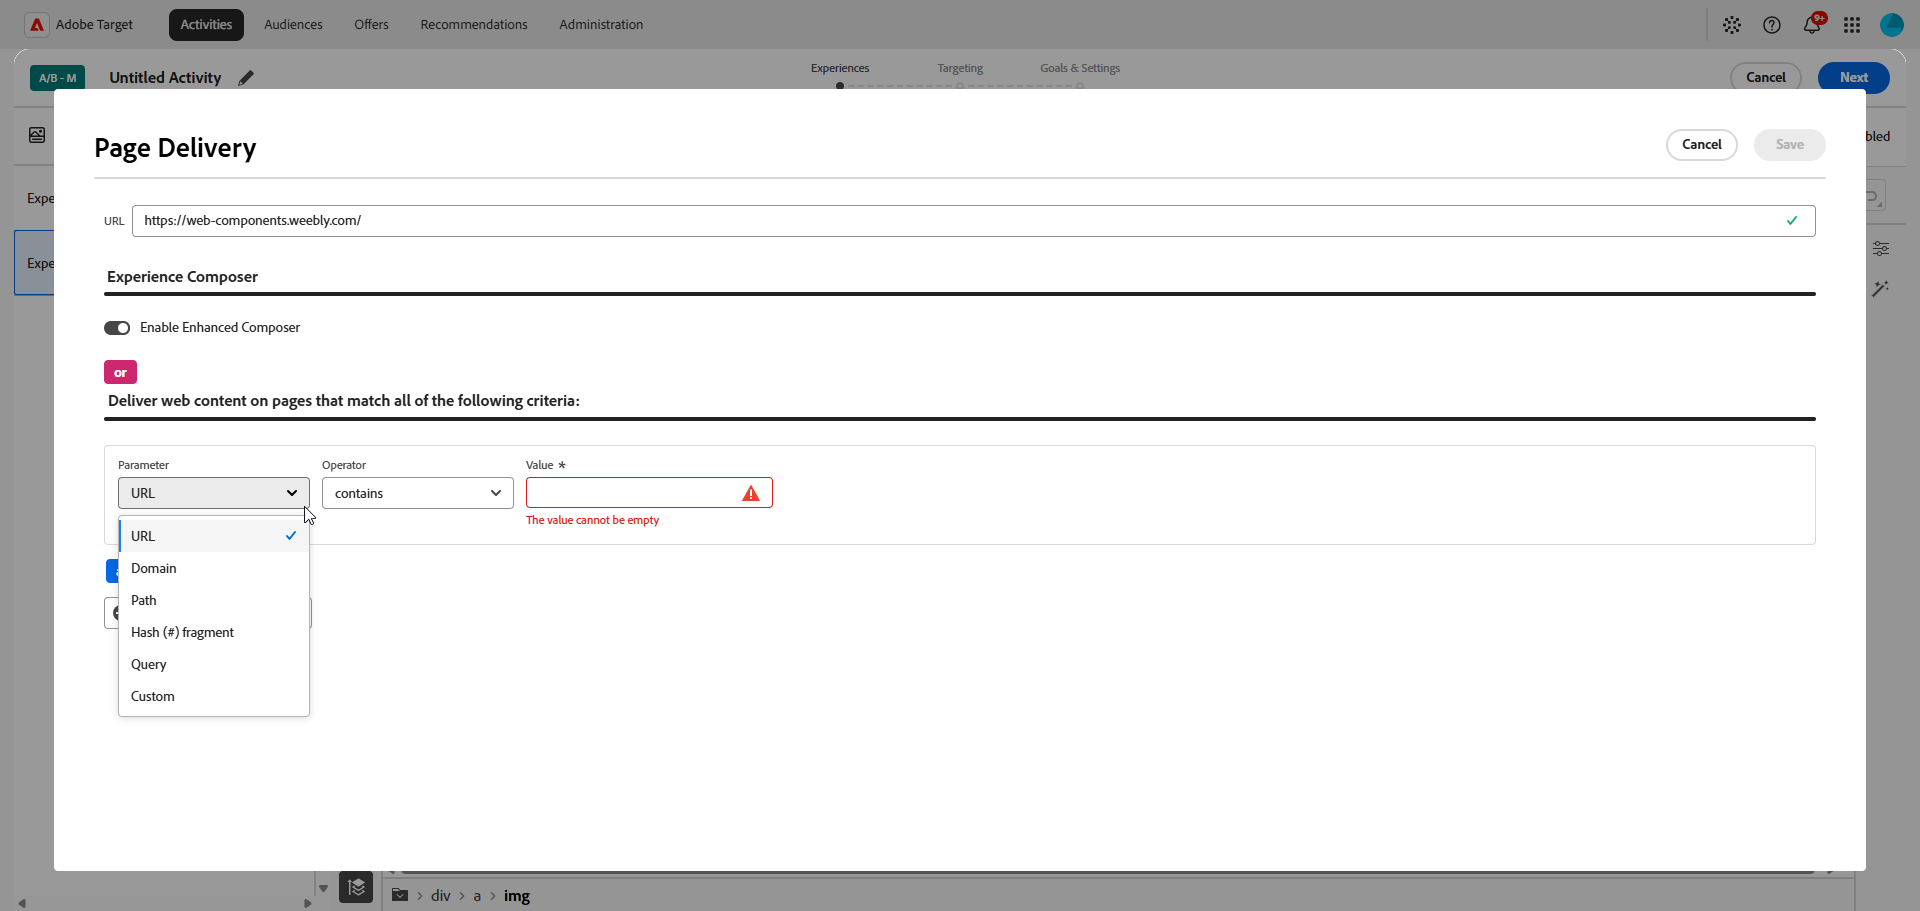 Adobe Target
Activities
Audiences
Offers
Recommendations
Administration
9+
A/B - M
Untitled Activity
Experiences
Targeting
Goals & Settings
Cancel
Next
Page Delivery
Cancel
Save
bled
Expe
URL
https://web-components.weebly.com/
Expe
Experience Composer
Enable Enhanced Composer
or
Deliver web content on pages that match all of the following criteria:
Parameter
Operator
Value *
URL
contains
The value cannot be empty
URL
Domain
Path
Hash (#) fragment
Query
Custom
div > a > img